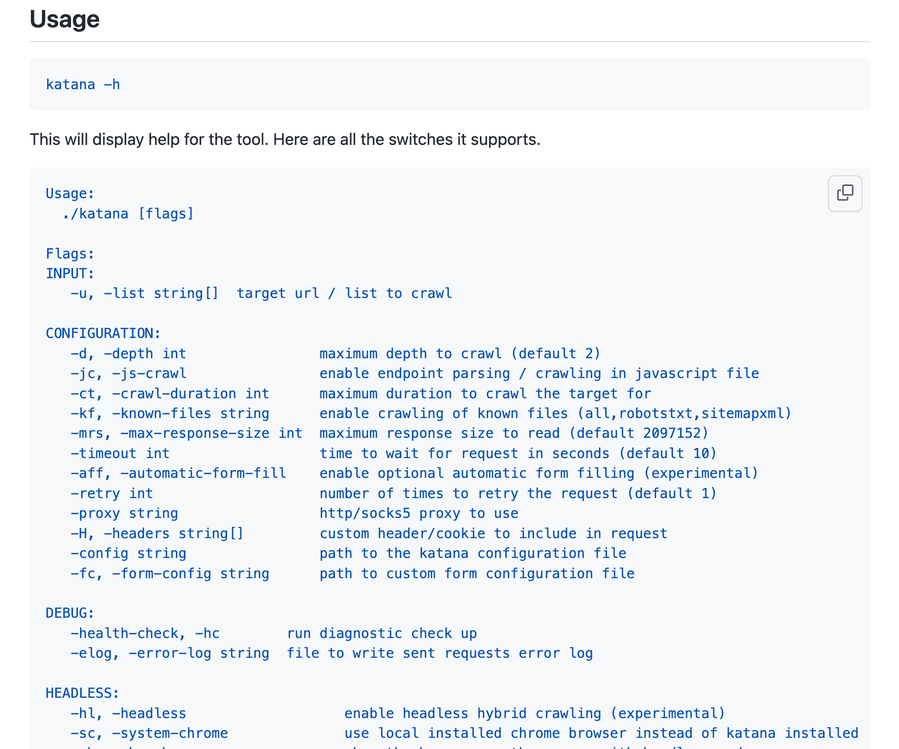 Usage
katana -h
This will display help for the tool. Here are all the switches it supports.
Usage:
  ./katana [flags]
Flags:
INPUT:
   -u, -list string[]  target url / list to crawl
CONFIGURATION:
   -d, -depth int                maximum depth to crawl (default 2)
   -jc, -js-crawl                enable endpoint parsing / crawling in javascript file
   -ct, -crawl-duration int      maximum duration to crawl the target for
   -kf, -known-files string      enable crawling of known files (all,robotstxt,sitemapxml)
   -mrs, -max-response-size int  maximum response size to read (default 2097152)
   -timeout int                  time to wait for request in seconds (default 10)
   -aff, -automatic-form-fill    enable optional automatic form filling (experimental)
   -retry int                    number of times to retry the request (default 1)
   -proxy string                 http/socks5 proxy to use
   -H, -headers string[]         custom header/cookie to include in request
   -config string                path to the katana configuration file
   -fc, -form-config string      path to custom form configuration file
DEBUG:
   -health-check, -hc        run diagnostic check up
   -elog, -error-log string  file to write sent requests error log
HEADLESS:
   -hl, -headless                   enable headless hybrid crawling (experimental)
   -sc, -system-chrome              use local installed chrome browser instead of katana installed